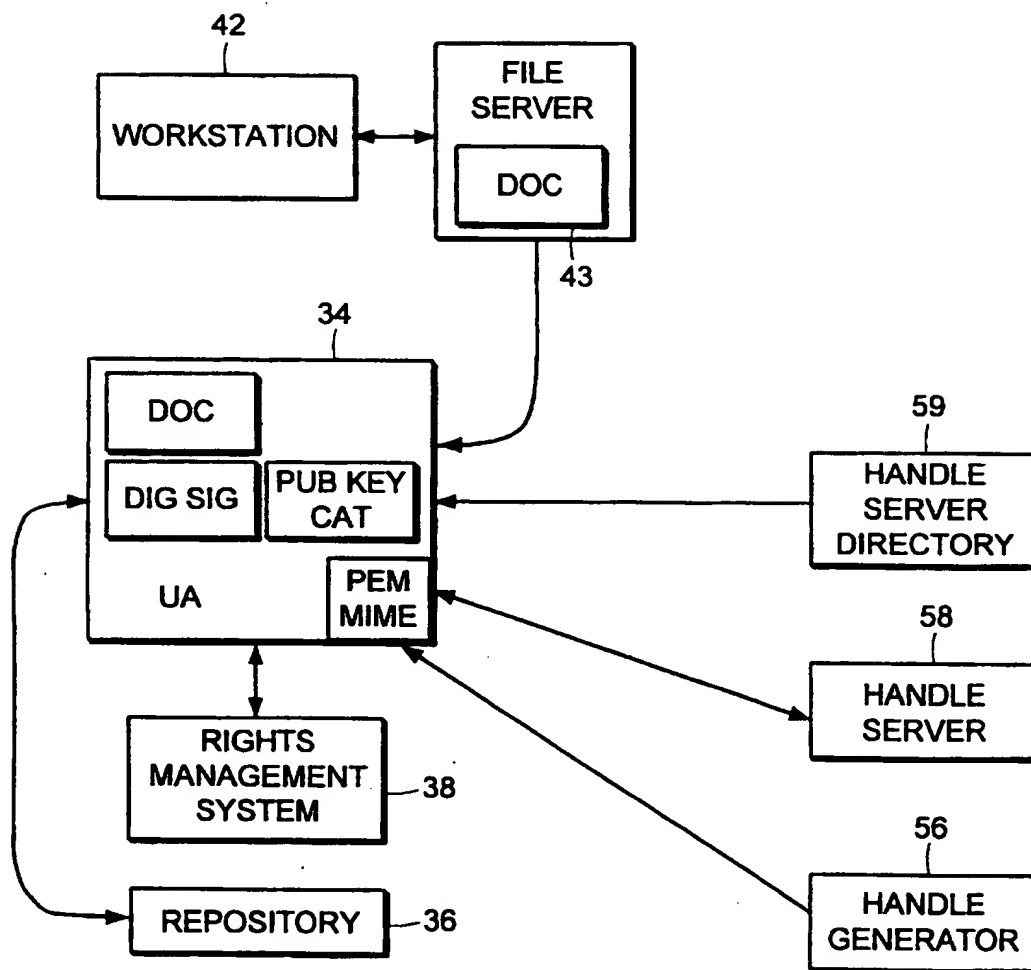 42
WORKSTATION
FILE
SERVER
DOC
43
34
DOC
DIG SIG
PUB KEY
CAT
UA
PEM
MIME
59
HANDLE
SERVER
DIRECTORY
58
HANDLE
SERVER
RIGHTS
MANAGEMENT
SYSTEM
38
56
HANDLE
GENERATOR
REPOSITORY
36